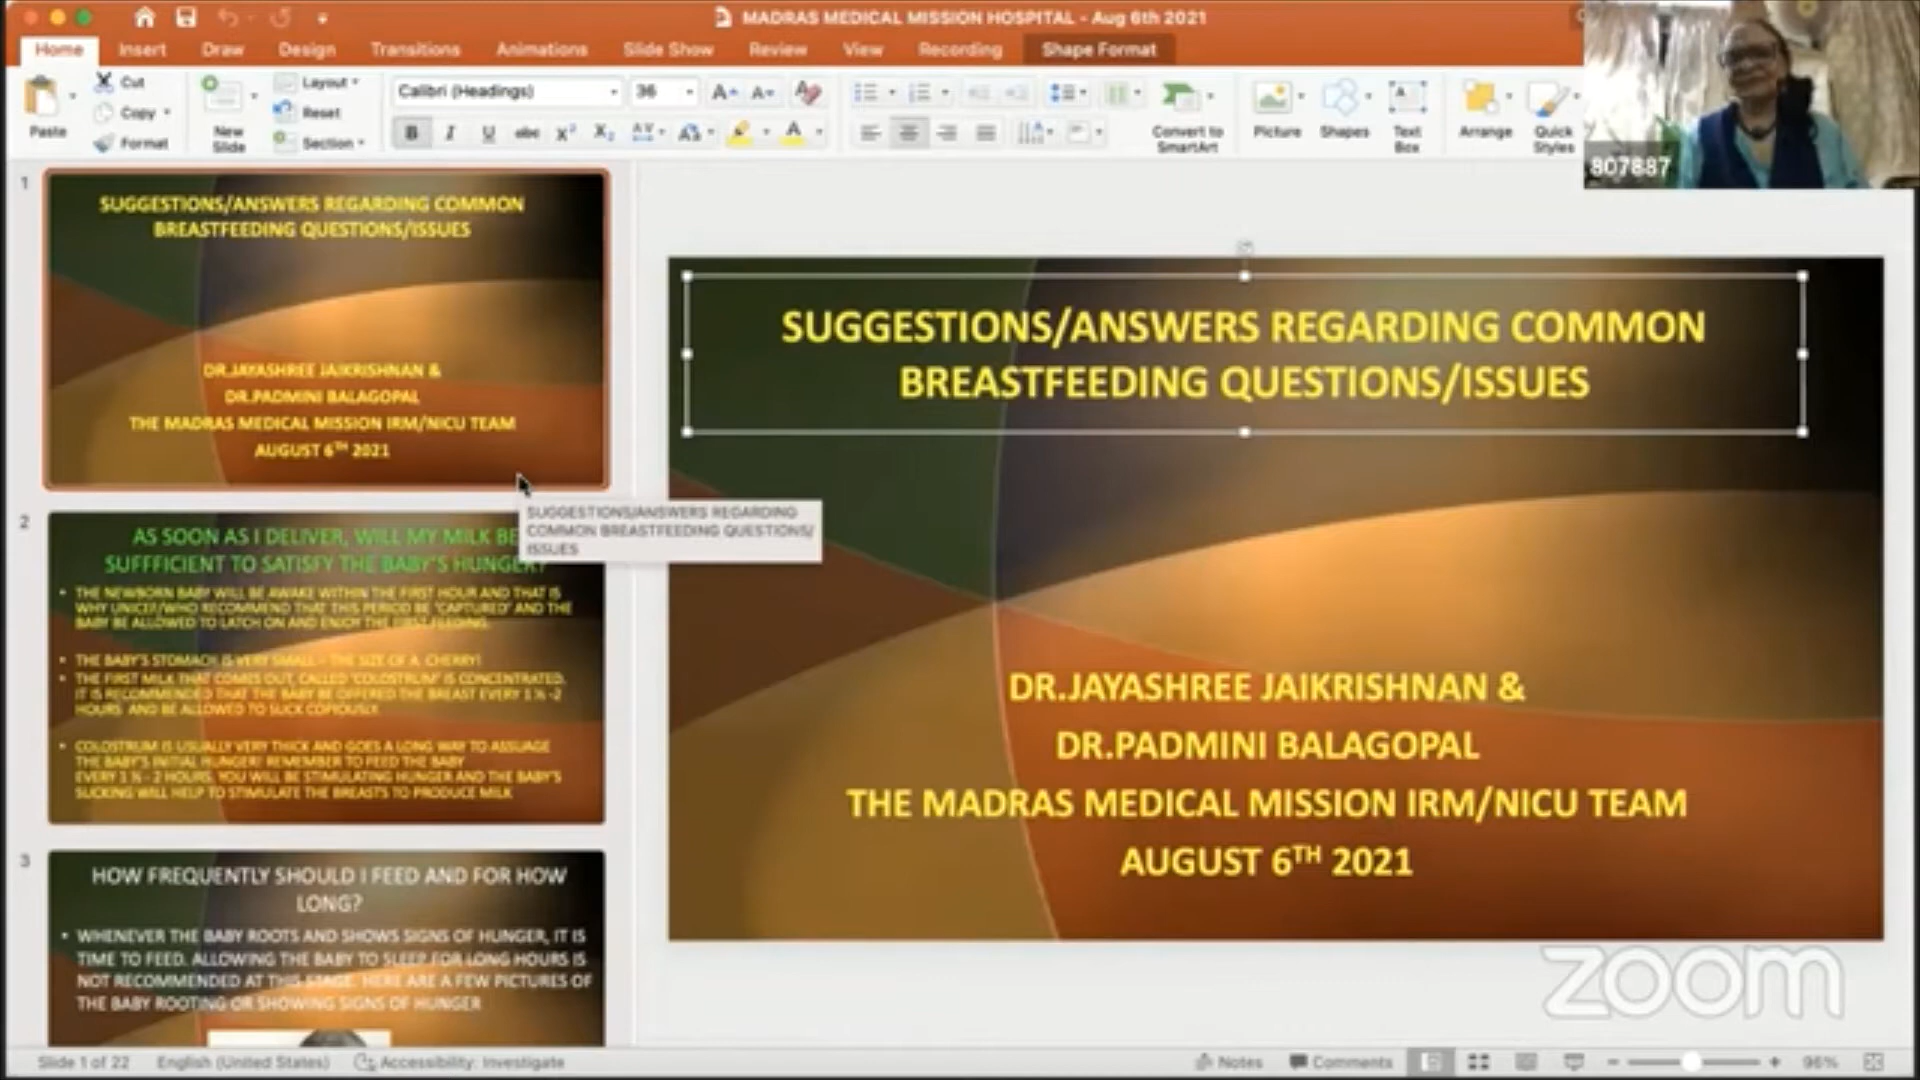 MADRAS MEDICAL MISSION HOSPITAL - Aug 6th 2021
Home Insert Draw Design Transitions Animations Slide Show Review View Recording Shape Format
Paste
Cut
Copy
Format
New
Slide
Layout
Reset
Section
Calibri (Headings) 36
B I U abc X² X₂
Convert to
SmartArt
Picture
Shapes
Text
Box
Arrange
Quick
Styles
807887
1
SUGGESTIONS/ANSWERS REGARDING COMMON
BREASTFEEDING QUESTIONS/ISSUES
DR.JAYASHREE JAIKRISHNAN &
DR.PADMINI BALAGOPAL
THE MADRAS MEDICAL MISSION IRM/NICU TEAM
AUGUST 6TH 2021
SUGGESTIONS/ANSWERS REGARDING
COMMON BREASTFEEDING QUESTIONS/
ISSUES
2
AS SOON AS I DELIVER, WILL MY MILK BE
SUFFFICIENT TO SATISFY THE BABY'S HUNGER?
• THE NEWBORN BABY WILL BE AWAKE WITHIN THE FIRST HOUR AND THAT IS
WHY UNICEF/WHO RECOMMEND THAT THIS PERIOD BE 'CAPTURED' AND THE
BABY BE ALLOWED TO LATCH ON AND ENJOY THE FIRST FEEDING.
• THE BABY'S STOMACH IS VERY SMALL - THE SIZE OF A CHERRY!
• THE FIRST MILK THAT COMES OUT, CALLED 'COLOSTRUM' IS CONCENTRATED.
IT IS RECOMMENDED THAT THE BABY BE OFFERED THE BREAST EVERY 1 ½ -2
HOURS AND BE ALLOWED TO SUCK COPIOUSLY.
• COLOSTRUM IS USUALLY VERY THICK AND GOES A LONG WAY TO ASSUAGE
THE BABY'S INITIAL HUNGER! REMEMBER TO FEED THE BABY
EVERY 1 ½ - 2 HOURS. YOU WILL BE STIMULATING HUNGER AND THE BABY'S
SUCKING WILL HELP TO STIMULATE THE BREASTS TO PRODUCE MILK
3
HOW FREQUENTLY SHOULD I FEED AND FOR HOW
LONG?
• WHENEVER THE BABY ROOTS AND SHOWS SIGNS OF HUNGER, IT IS
TIME TO FEED. ALLOWING THE BABY TO SLEEP FOR LONG HOURS IS
NOT RECOMMENDED AT THIS STAGE. HERE ARE A FEW PICTURES OF
THE BABY ROOTING OR SHOWING SIGNS OF HUNGER
SUGGESTIONS/ANSWERS REGARDING COMMON
BREASTFEEDING QUESTIONS/ISSUES
DR.JAYASHREE JAIKRISHNAN &
DR.PADMINI BALAGOPAL
THE MADRAS MEDICAL MISSION IRM/NICU TEAM
AUGUST 6TH 2021
zoom
Slide 1 of 22 English (United States) Accessibility: Investigate Notes Comments 96%